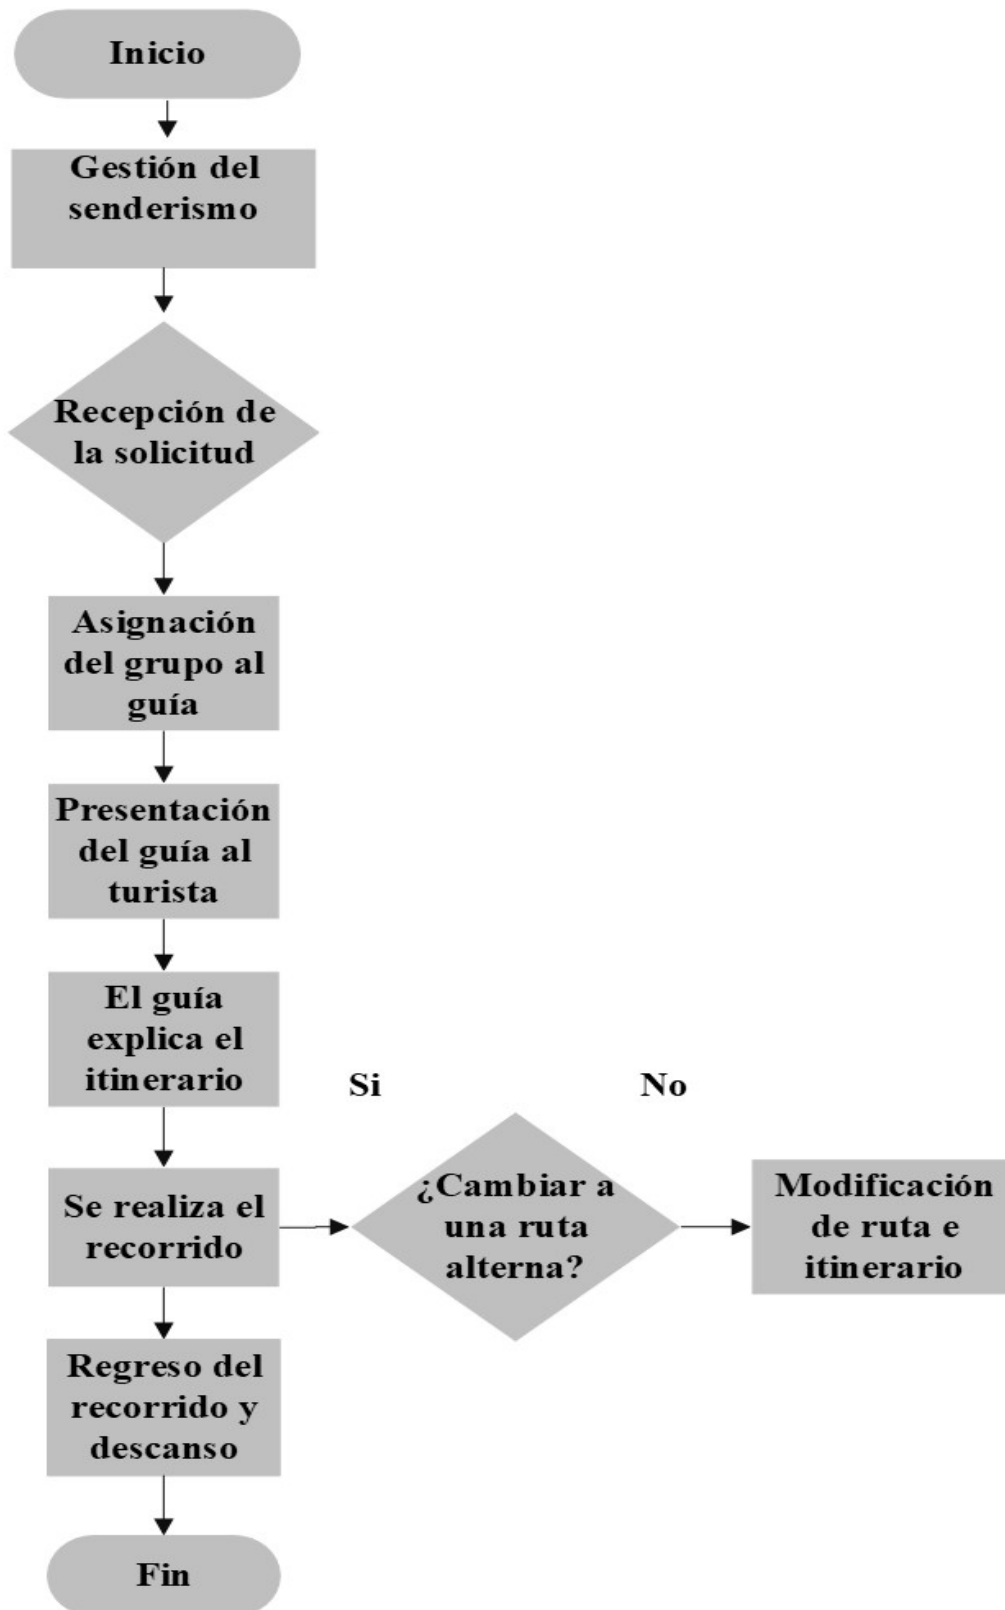 Inicio
Gestión del
senderismo
Recepción de
la solicitud
Asignación
del grupo al
guía
Presentación
del guía al
turista
El guía
explica el
itinerario
Se realiza el
recorrido
Si
No
¿Cambiar a
una ruta
alterna?
Modificación
de ruta e
itinerario
Regreso del
recorrido y
descanso
Fin